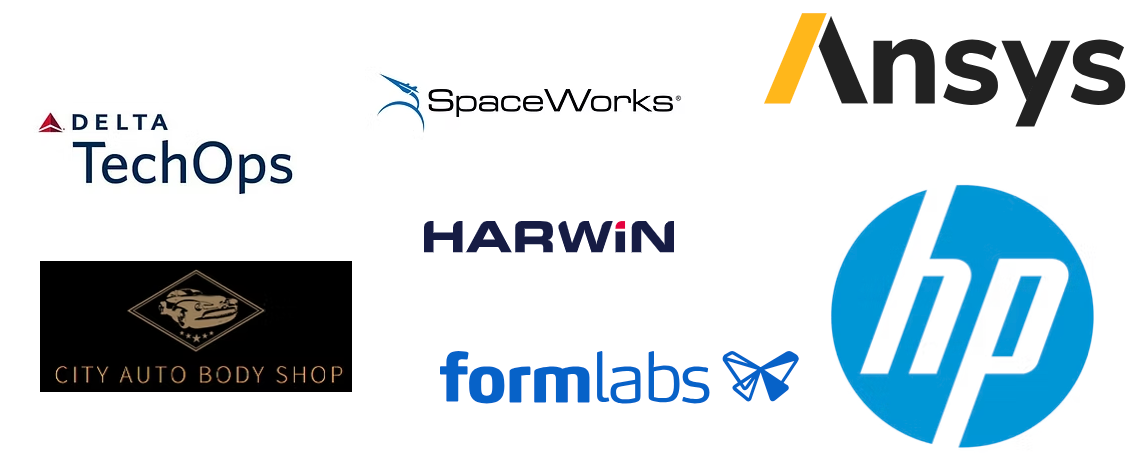 Ansys
SpaceWorks®
DELTA
TechOps
HARWiN
hp
CITY AUTO BODY SHOP
formlabs